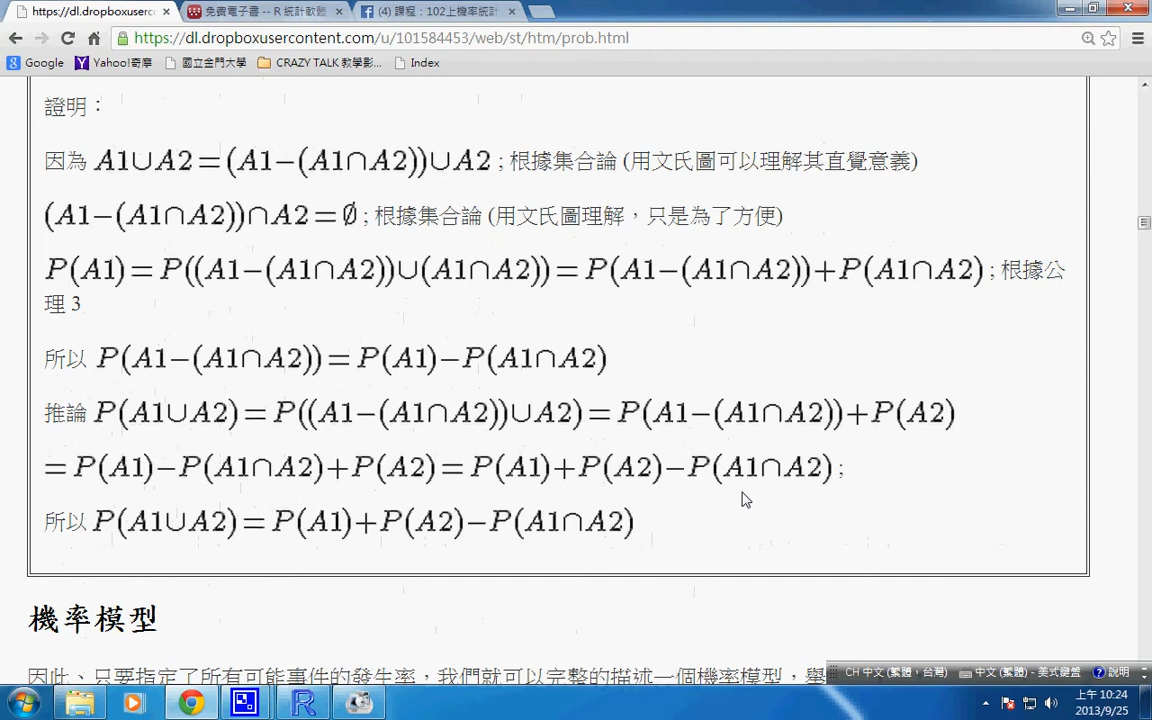 https://dl.dropboxuserco
免費電子書 -- R 統計軟體
(4) 課程：102上機率統計
https://dl.dropboxusercontent.com/u/101584453/web/st/htm/prob.html
Google Yahoo!奇摩 國立金門大學 CRAZY TALK 教學影... Index
證明：
因為 A1∪A2＝(A1−(A1∩A2))∪A2 ; 根據集合論 (用文氏圖可以理解其直覺意義)
(A1−(A1∩A2))∩A2＝∅ ; 根據集合論 (用文氏圖理解，只是為了方便)
P(A1)＝P((A1−(A1∩A2))∪(A1∩A2))＝P(A1−(A1∩A2))+P(A1∩A2) ; 根據公
理 3
所以 P(A1−(A1∩A2))＝P(A1)−P(A1∩A2)
推論 P(A1∪A2)＝P((A1−(A1∩A2))∪A2)＝P(A1−(A1∩A2))+P(A2)
＝P(A1)−P(A1∩A2)+P(A2)＝P(A1)+P(A2)−P(A1∩A2) ;
所以 P(A1∪A2)＝P(A1)+P(A2)−P(A1∩A2)
機率模型
因此、只要指定了所有可能事件的發生率，我們就可以完整的描述一個機率模型，舉
CH 中文 (繁體，台灣) 中文 (繁體) - 美式鍵盤 說明
上午 10:24
2013/9/25